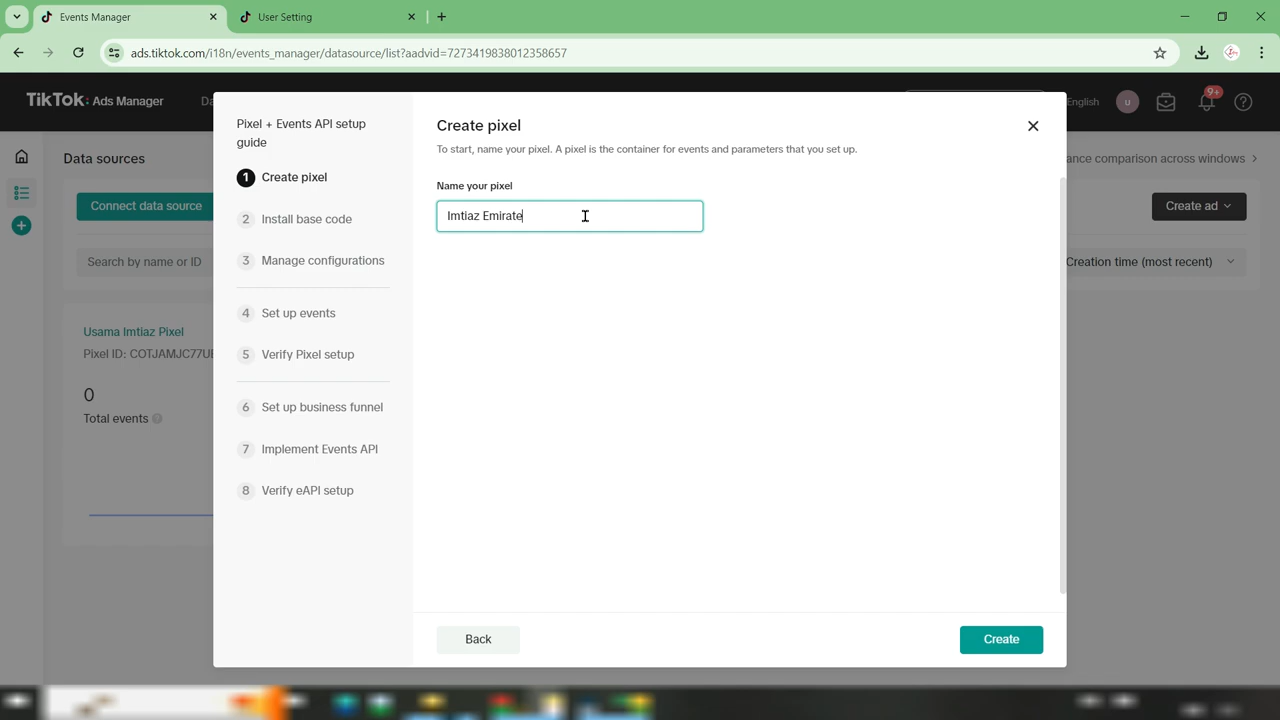 Events Manager
User Setting
ads.tiktok.com/i18n/events_manager/datasource/list?aadvid=7273419838012358657
TikTok: Ads Manager
Da
English
U
9+
Pixel + Events API setup
guide
1 Create pixel
2 Install base code
3 Manage configurations
4 Set up events
5 Verify Pixel setup
6 Set up business funnel
7 Implement Events API
8 Verify eAPI setup
Create pixel
To start, name your pixel. A pixel is the container for events and parameters that you set up.
Name your pixel
Imtiaz Emirate
Back
Create
Data sources
ance comparison across windows
Connect data source
Create ad
Search by name or ID
Creation time (most recent)
Usama Imtiaz Pixel
Pixel ID: COTJAMJC77U
0
Total events